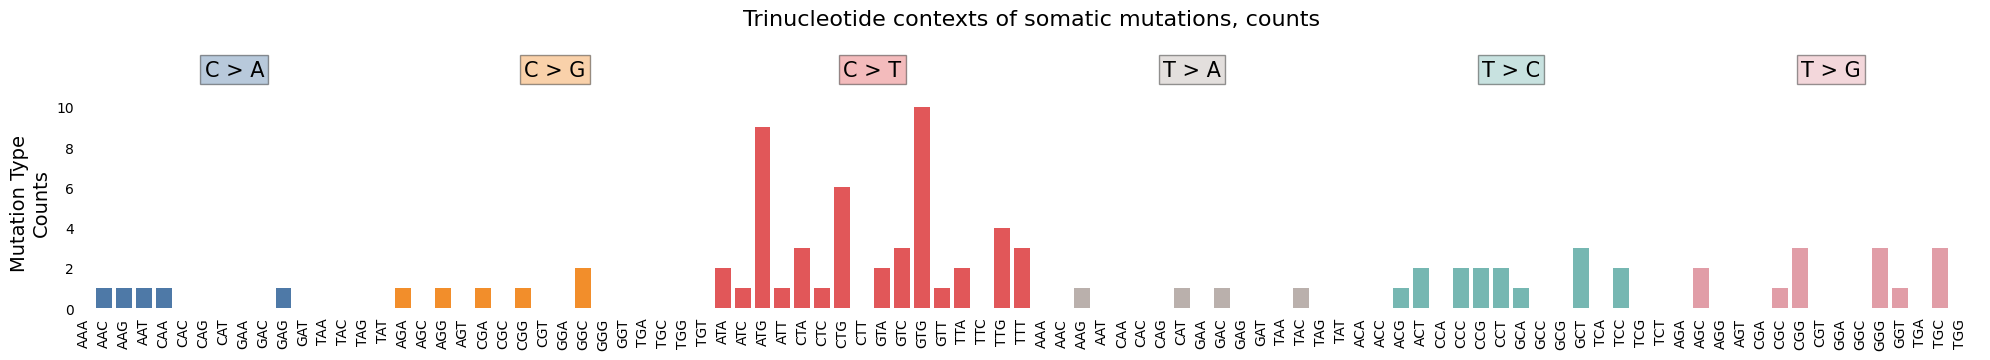 Trinucleotide contexts of somatic mutations, counts
C > A
C > G
C > T
T > A
T > C
T > G
Mutation Type
Counts
10
8
6
4
2
0
AAA
AAC
AAG
AAT
CAA
CAC
CAG
CAT
GAA
GAC
GAG
GAT
TAA
TAC
TAG
TAT
AGA
AGC
AGG
AGT
CGA
CGC
CGG
CGT
GGA
GGC
GGG
GGT
TGA
TGC
TGG
TGT
ATA
ATC
ATG
ATT
CTA
CTC
CTG
CTT
GTA
GTC
GTG
GTT
TTA
TTC
TTG
TTT
AAA
AAC
AAG
AAT
CAA
CAC
CAG
CAT
GAA
GAC
GAG
GAT
TAA
TAC
TAG
TAT
ACA
ACC
ACG
ACT
CCA
CCC
CCG
CCT
GCA
GCC
GCG
GCT
TCA
TCC
TCG
TCT
AGA
AGC
AGG
AGT
CGA
CGC
CGG
CGT
GGA
GGC
GGG
GGT
TGA
TGC
TGG